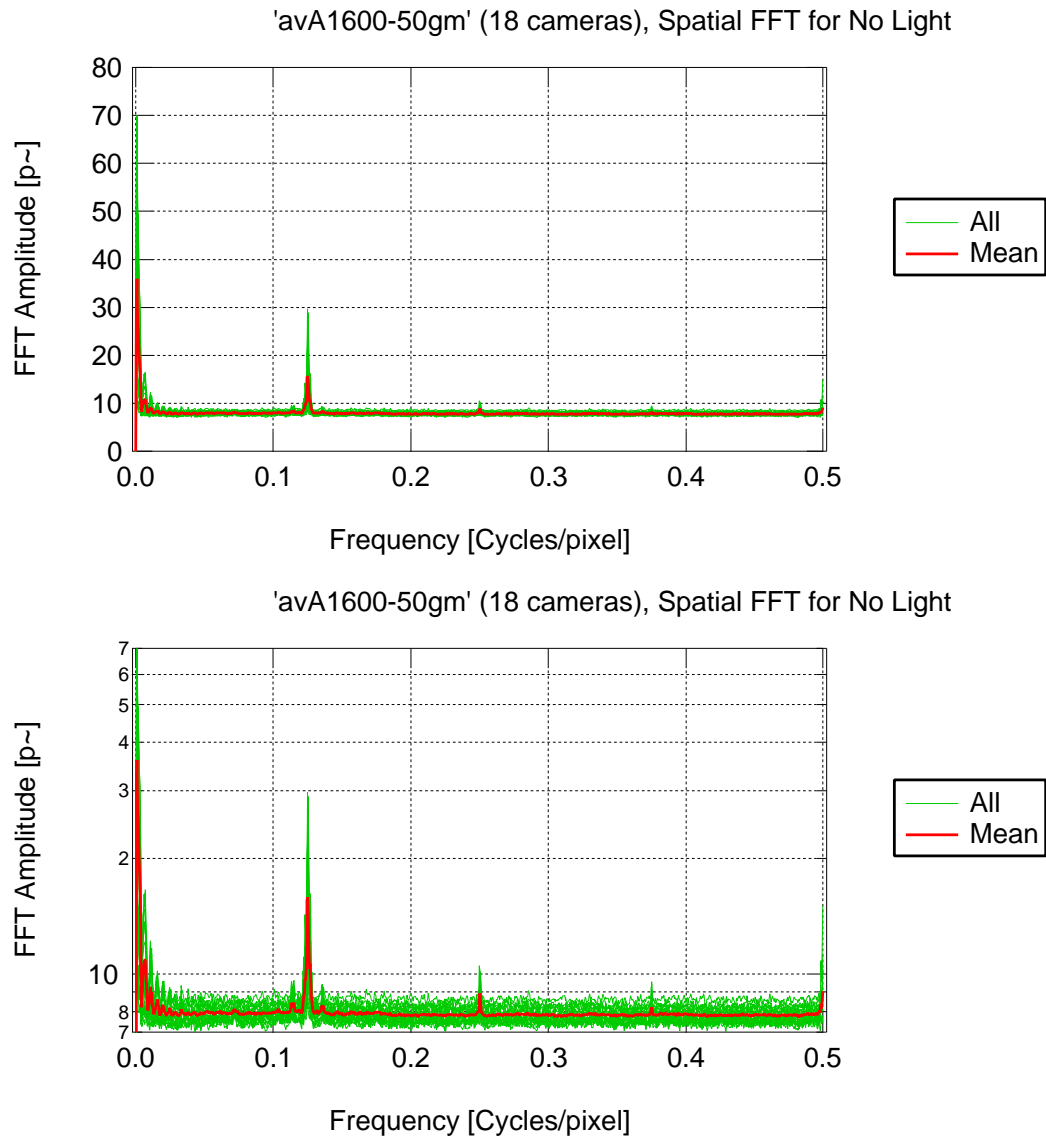 'avA1600-50gm' (18 cameras), Spatial FFT for No Light
80
70
60
50
40
30
20
10
0
FFT Amplitude [p~]
0.0 0.1 0.2 0.3 0.4 0.5
Frequency [Cycles/pixel]
All
Mean
'avA1600-50gm' (18 cameras), Spatial FFT for No Light
7
6
5
4
3
2
10
8
7
FFT Amplitude [p~]
0.0 0.1 0.2 0.3 0.4 0.5
Frequency [Cycles/pixel]
All
Mean